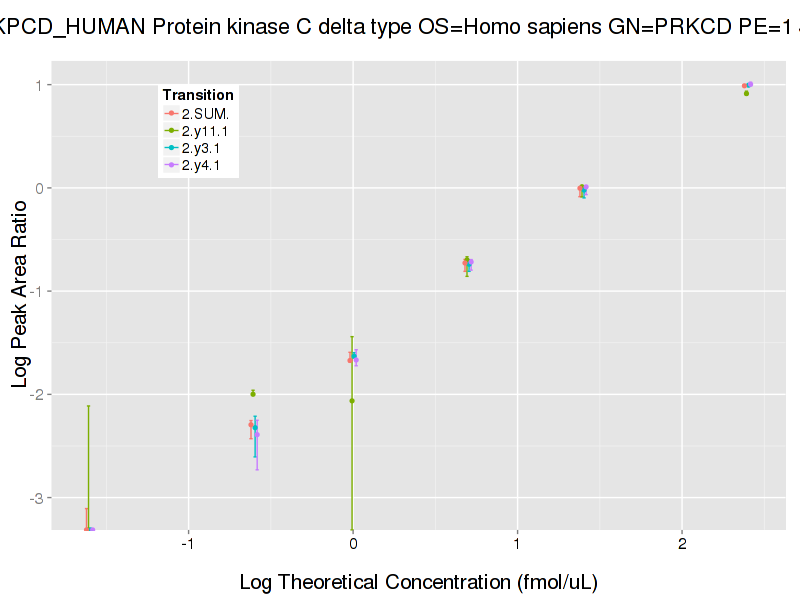 KPCD_HUMAN Protein kinase C delta type OS=Homo sapiens GN=PRKCD PE=1
Transition
2.SUM.
2.y11.1
2.y3.1
2.y4.1
Log Peak Area Ratio
1
0
-1
-2
-3
-1 0 1 2
Log Theoretical Concentration (fmol/uL)